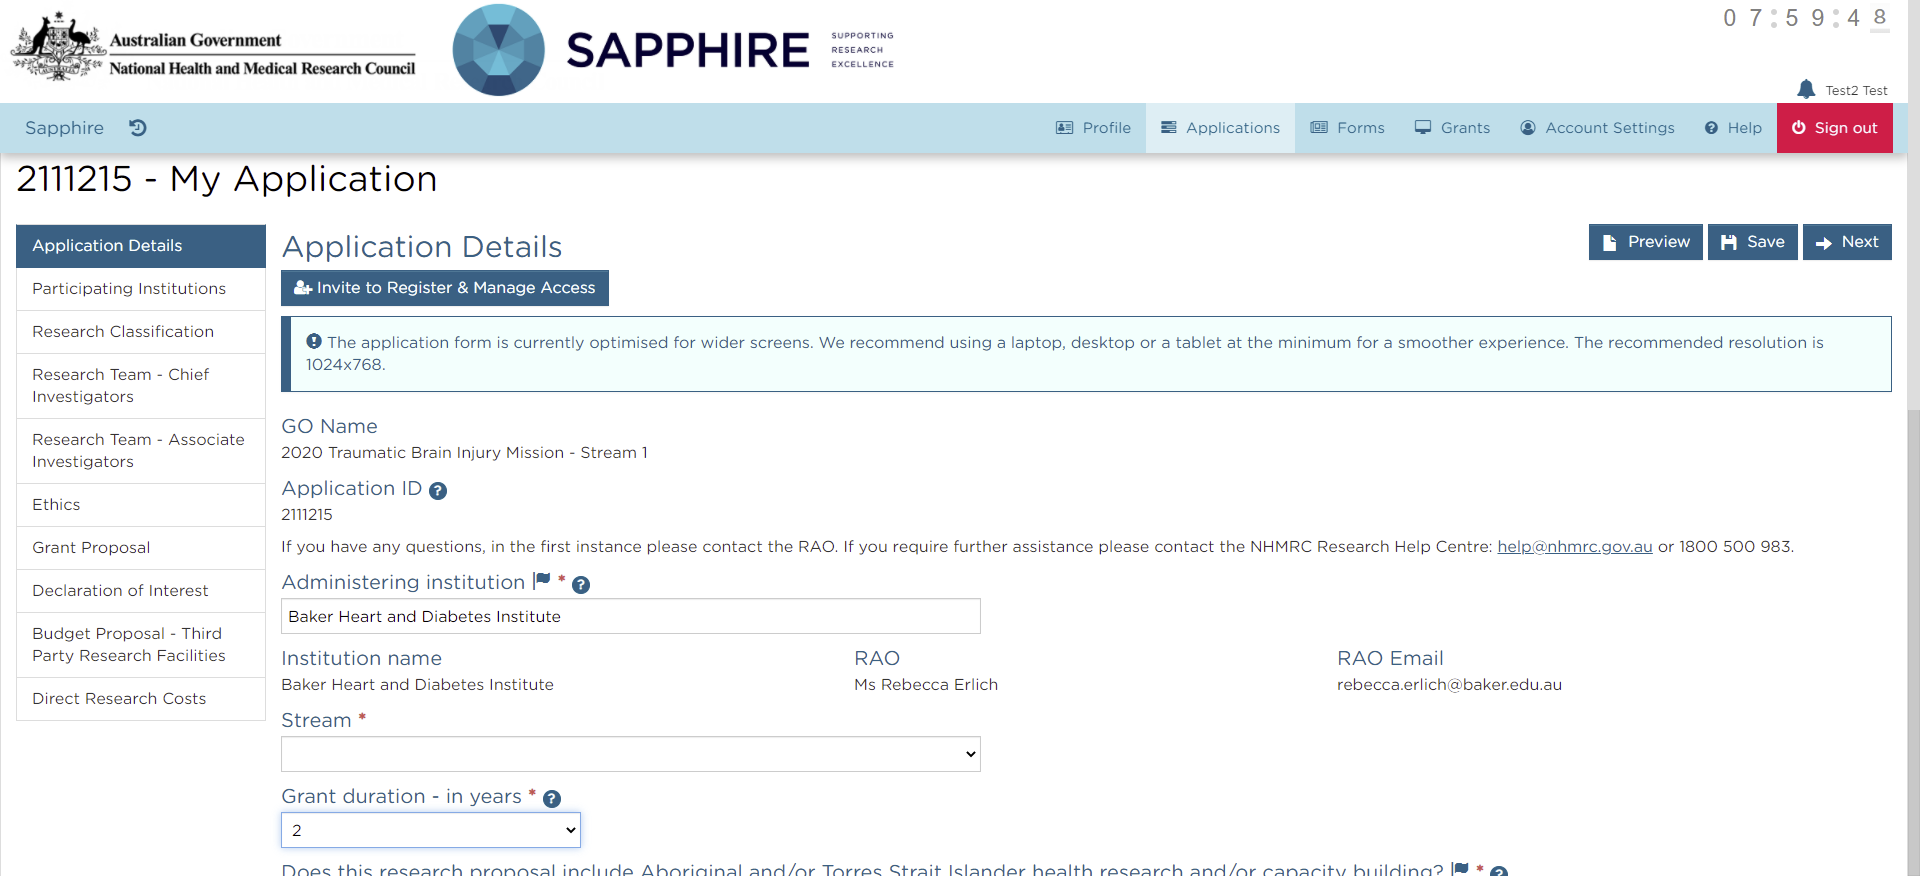 Australian Government
National Health and Medical Research Council
SAPPHIRE
SUPPORTING
RESEARCH
EXCELLENCE
07:59:48
Test2 Test
Sapphire
Profile
Applications
Forms
Grants
Account Settings
Help
Sign out
2111215 - My Application
Application Details
Participating Institutions
Research Classification
Research Team - Chief
Investigators
Research Team - Associate
Investigators
Ethics
Grant Proposal
Declaration of Interest
Budget Proposal - Third
Party Research Facilities
Direct Research Costs
Application Details
Preview
Save
Next
Invite to Register & Manage Access
The application form is currently optimised for wider screens. We recommend using a laptop, desktop or a tablet at the minimum for a smoother experience. The recommended resolution is
1024x768.
GO Name
2020 Traumatic Brain Injury Mission - Stream 1
Application ID
2111215
If you have any questions, in the first instance please contact the RAO. If you require further assistance please contact the NHMRC Research Help Centre: help@nhmrc.gov.au or 1800 500 983.
Administering institution *
Baker Heart and Diabetes Institute
Institution name
Baker Heart and Diabetes Institute
RAO
Ms Rebecca Erlich
RAO Email
rebecca.erlich@baker.edu.au
Stream *
Grant duration - in years *
2
Does this research proposal include Aboriginal and/or Torres Strait Islander health research and/or capacity building? *